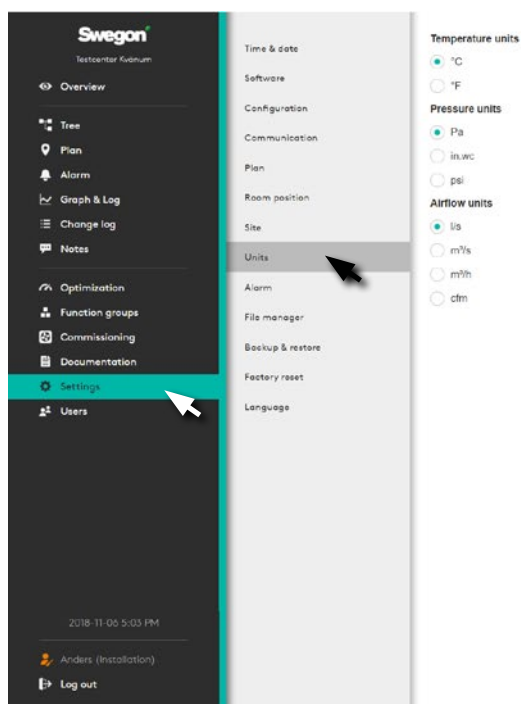 Swegon
Testcenter Kvänum
Overview
Tree
Plan
Alarm
Graph & Log
Change log
Notes
Optimization
Function groups
Commissioning
Documentation
Settings
Users
2018-11-06 5:03 PM
Anders (Installation)
Log out
Time & date
Software
Configuration
Communication
Plan
Room position
Site
Units
Alarm
File manager
Backup & restore
Factory reset
Language
Temperature units
°C
°F
Pressure units
Pa
in.wc
psi
Airflow units
l/s
m³/s
m³/h
cfm